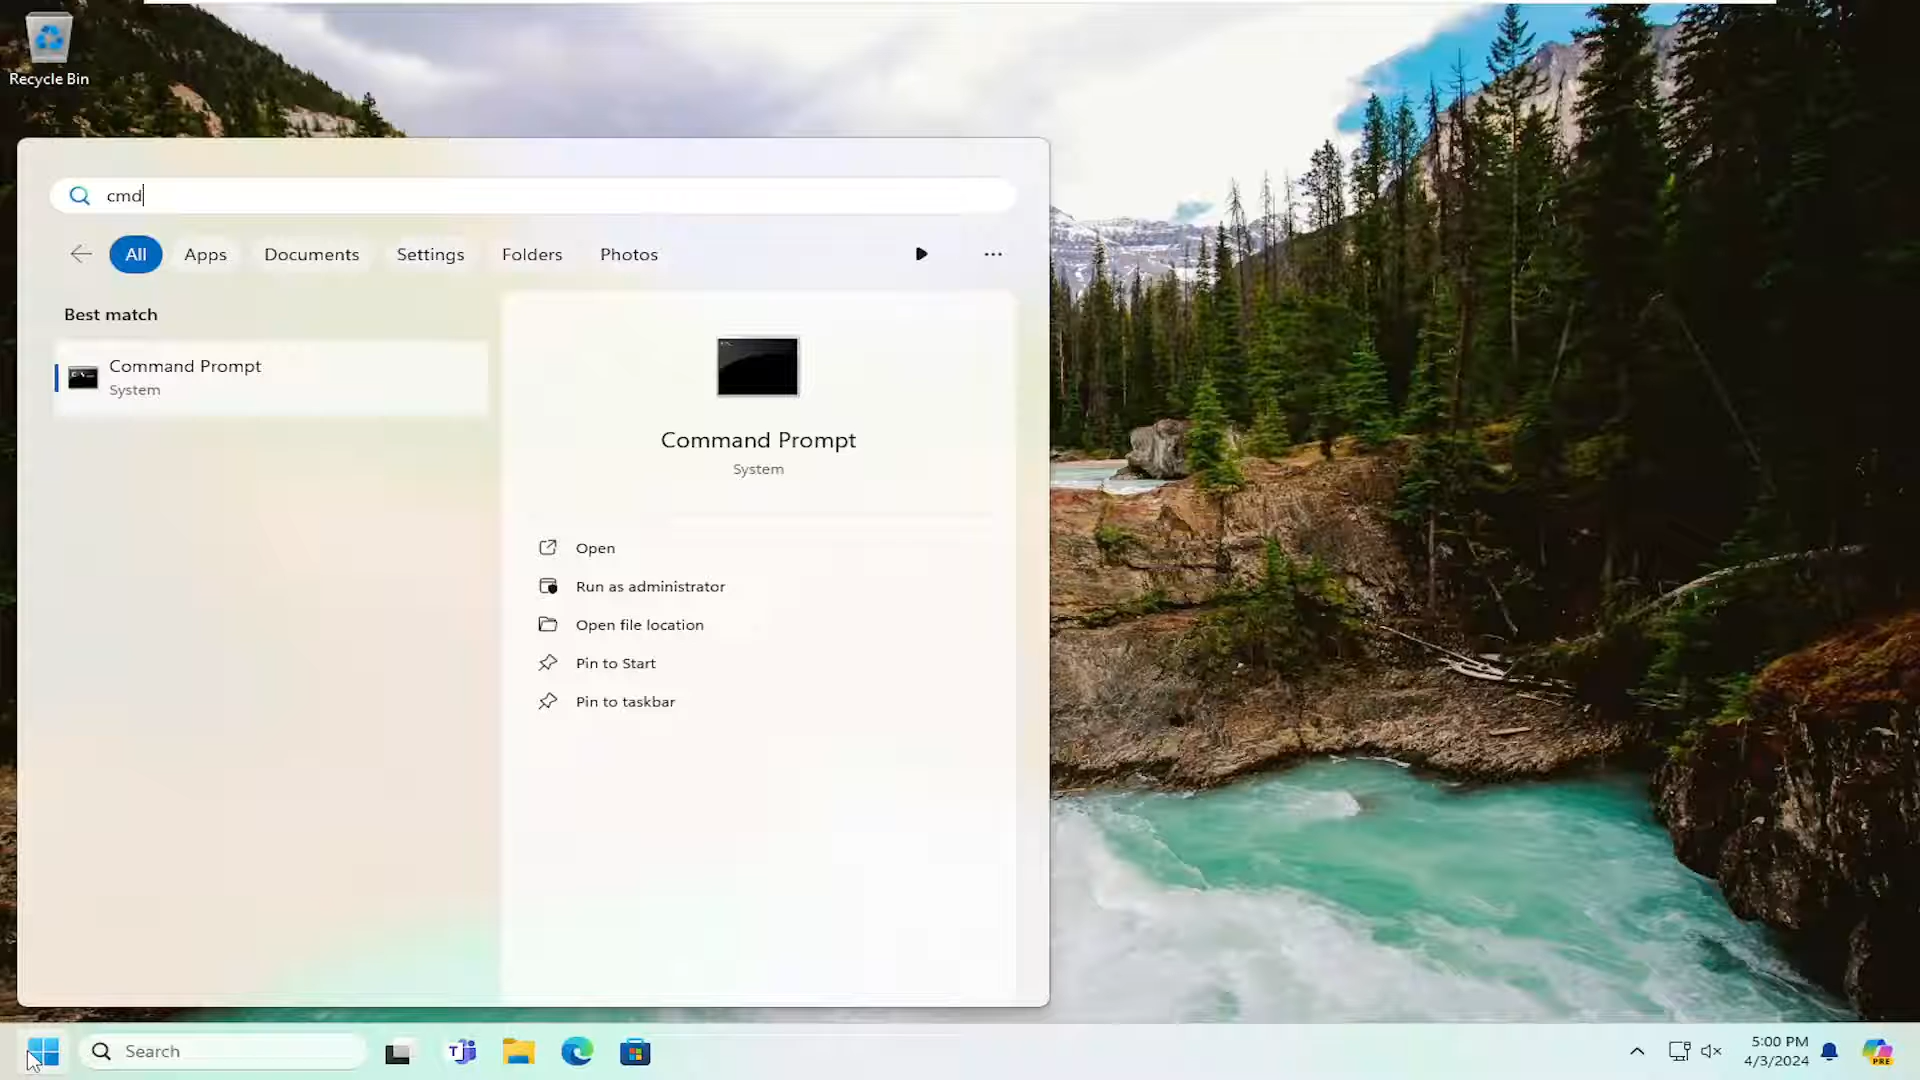 Recycle Bin
cmd
All Apps Documents Settings Folders Photos
Best match
Command Prompt
System
Command Prompt
System
Open
Run as administrator
Open file location
Pin to Start
Pin to taskbar
Search
5:00 PM
4/3/2024
PRE